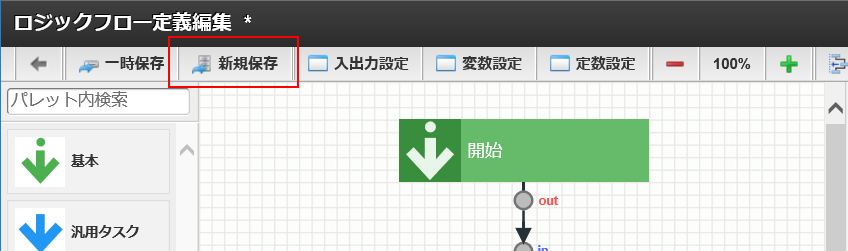 ロジックフロー定義編集 *
一時保存 新規保存 入出力設定 変数設定 定数設定 100%
パレット内検索
基本
汎用タスク
開始
out
in